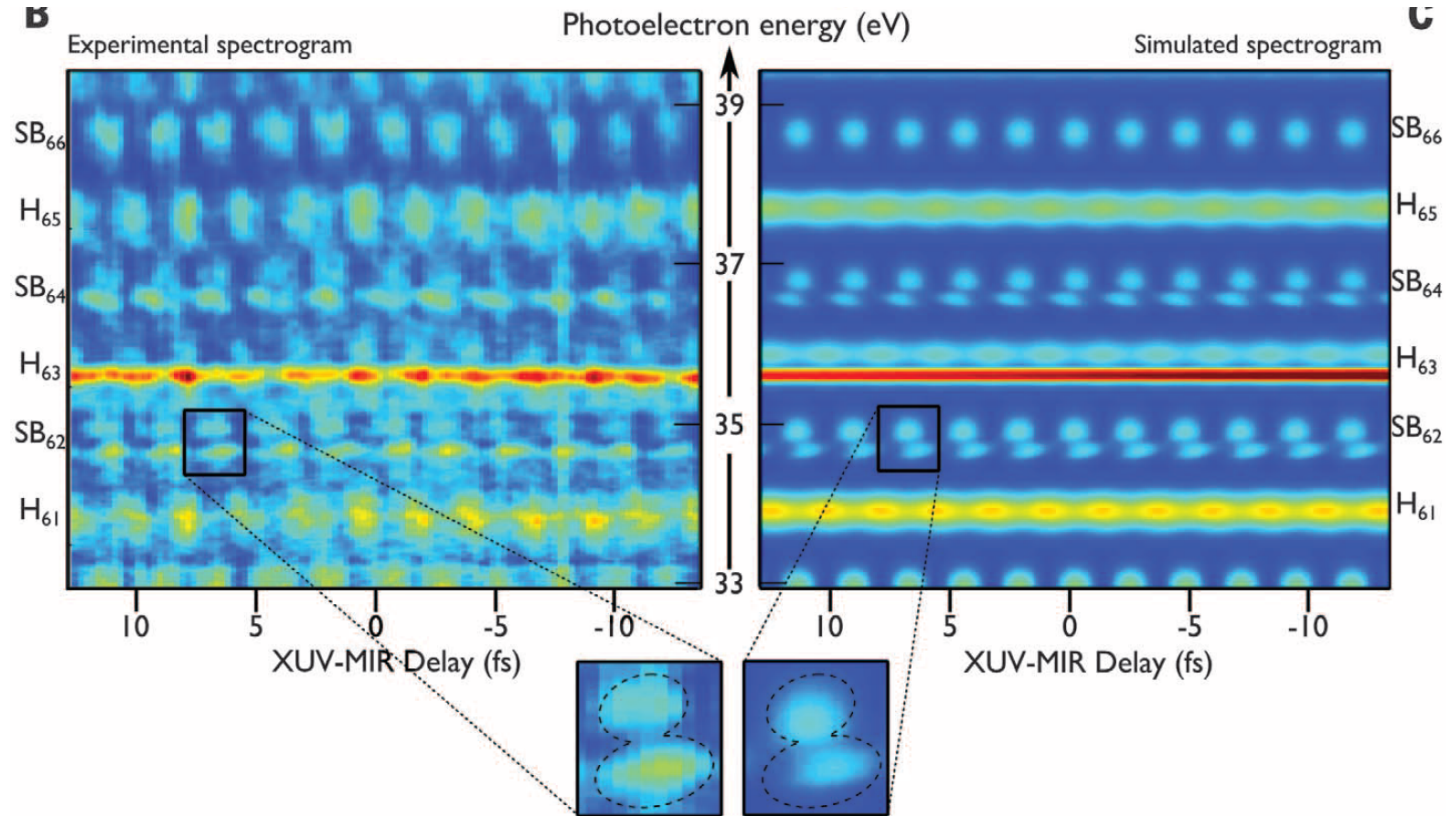 B
Photoelectron energy (eV)
C
Experimental spectrogram
Simulated spectrogram
39
SB66
SB66
H65
H65
37
SB64
SB64
H63
H63
35
SB62
SB62
H61
H61
33
10 5 0 -5 -10
10 5 0 -5 -10
XUV-MIR Delay (fs)
XUV-MIR Delay (fs)